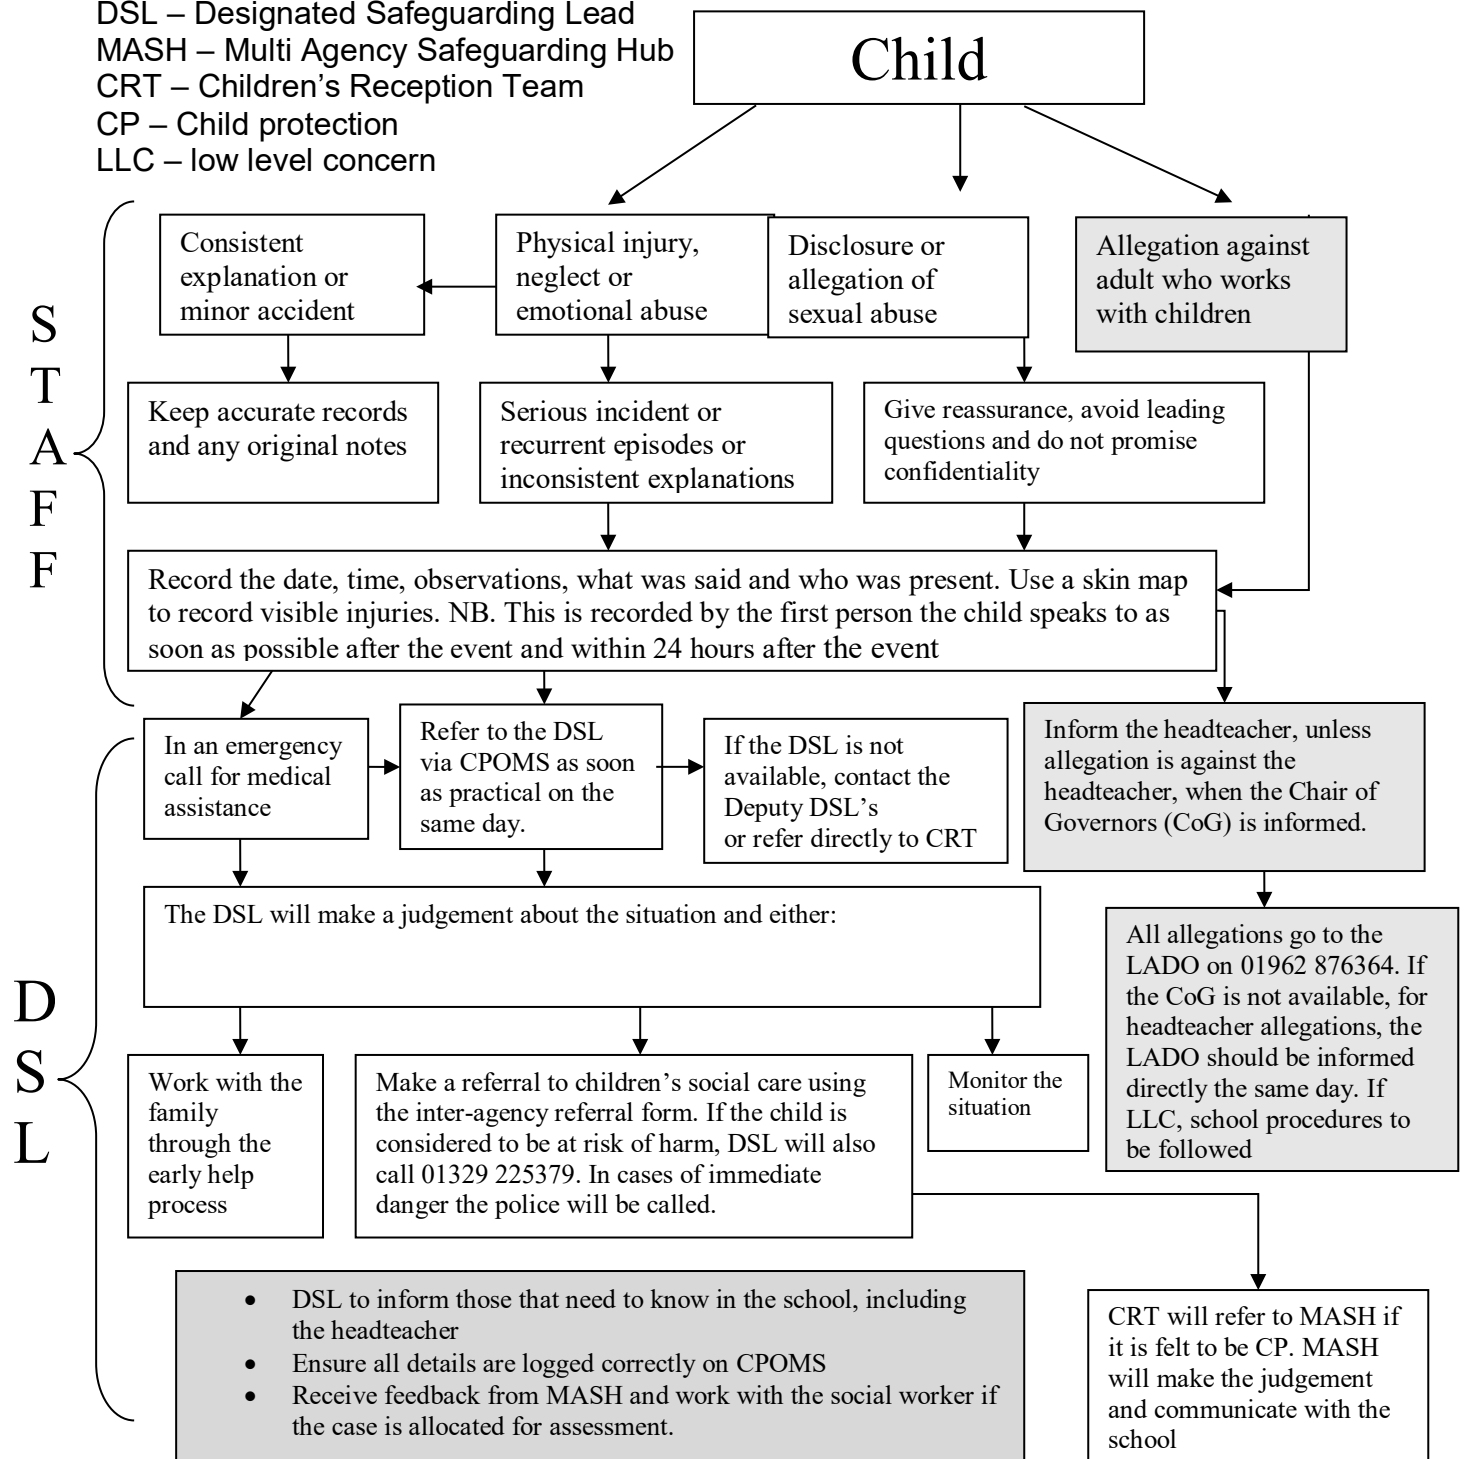 DSL – Designated Safeguarding Lead
MASH – Multi Agency Safeguarding Hub
CRT – Children’s Reception Team
CP – Child protection
LLC – low level concern
Child
S
T
A
F
F
Consistent
explanation or
minor accident
Physical injury,
neglect or
emotional abuse
Disclosure or
allegation of
sexual abuse
Allegation against
adult who works
with children
Keep accurate records
and any original notes
Serious incident or
recurrent episodes or
inconsistent explanations
Give reassurance, avoid leading
questions and do not promise
confidentiality
Record the date, time, observations, what was said and who was present. Use a skin map
to record visible injuries. NB. This is recorded by the first person the child speaks to as
soon as possible after the event and within 24 hours after the event
D
S
L
In an emergency
call for medical
assistance
Refer to the DSL
via CPOMS as soon
as practical on the
same day.
If the DSL is not
available, contact the
Deputy DSL’s
or refer directly to CRT
Inform the headteacher, unless
allegation is against the
headteacher, when the Chair of
Governors (CoG) is informed.
The DSL will make a judgement about the situation and either:
All allegations go to the
LADO on 01962 876364. If
the CoG is not available, for
headteacher allegations, the
LADO should be informed
directly the same day. If
LLC, school procedures to
be followed
Work with the
family
through the
early help
process
Make a referral to children’s social care using
the inter-agency referral form. If the child is
considered to be at risk of harm, DSL will also
call 01329 225379. In cases of immediate
danger the police will be called.
Monitor the
situation
• DSL to inform those that need to know in the school, including
the headteacher
• Ensure all details are logged correctly on CPOMS
• Receive feedback from MASH and work with the social worker if
the case is allocated for assessment.
CRT will refer to MASH if
it is felt to be CP. MASH
will make the judgement
and communicate with the
school